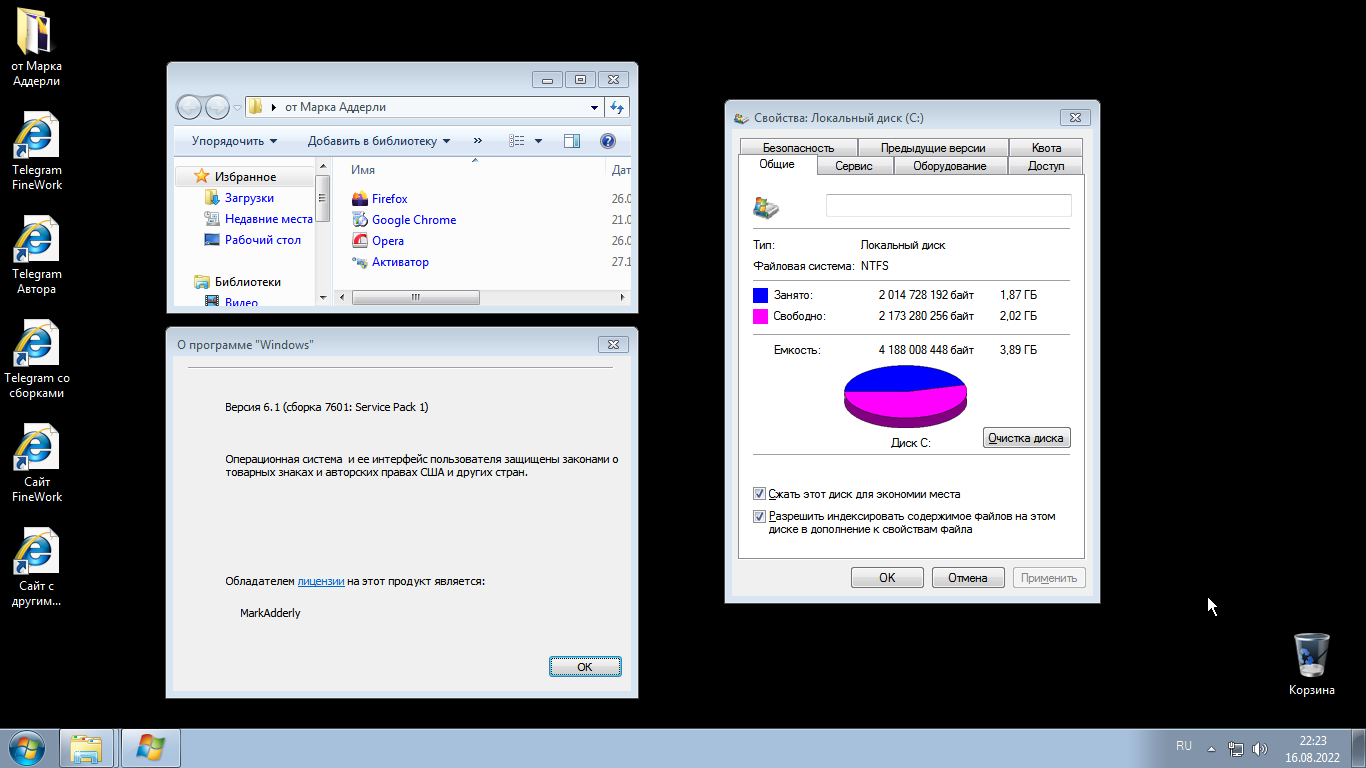 от Марка
Аддерли
Telegram
FineWork
Telegram
Автора
Telegram со
сборками
Сайт
FineWork
Сайт с
другим...
от Марка Аддерли
Упорядочить
Добавить в библиотеку
»
Избранное
Загрузки
Недавние места
Рабочий стол
Библиотеки
Видео
Имя
Дат
Firefox
26.0
Google Chrome
21.0
Opera
26.0
Активатор
27.1
О программе "Windows"
Версия 6.1 (сборка 7601: Service Pack 1)
Операционная система и ее интерфейс пользователя защищены законами о
товарных знаках и авторских правах США и других стран.
Обладателем лицензии на этот продукт является:
MarkAdderly
OK
Свойства: Локальный диск (C:)
Безопасность
Предыдущие версии
Квота
Общие
Сервис
Оборудование
Доступ
Тип: Локальный диск
Файловая система: NTFS
Занято: 2 014 728 192 байт 1,87 ГБ
Свободно: 2 173 280 256 байт 2,02 ГБ
Емкость: 4 188 008 448 байт 3,89 ГБ
Диск C:
Очистка диска
Сжать этот диск для экономии места
Разрешить индексировать содержимое файлов на этом
диске в дополнение к свойствам файла
OK
Отмена
Применить
Корзина
RU
22:23
16.08.2022